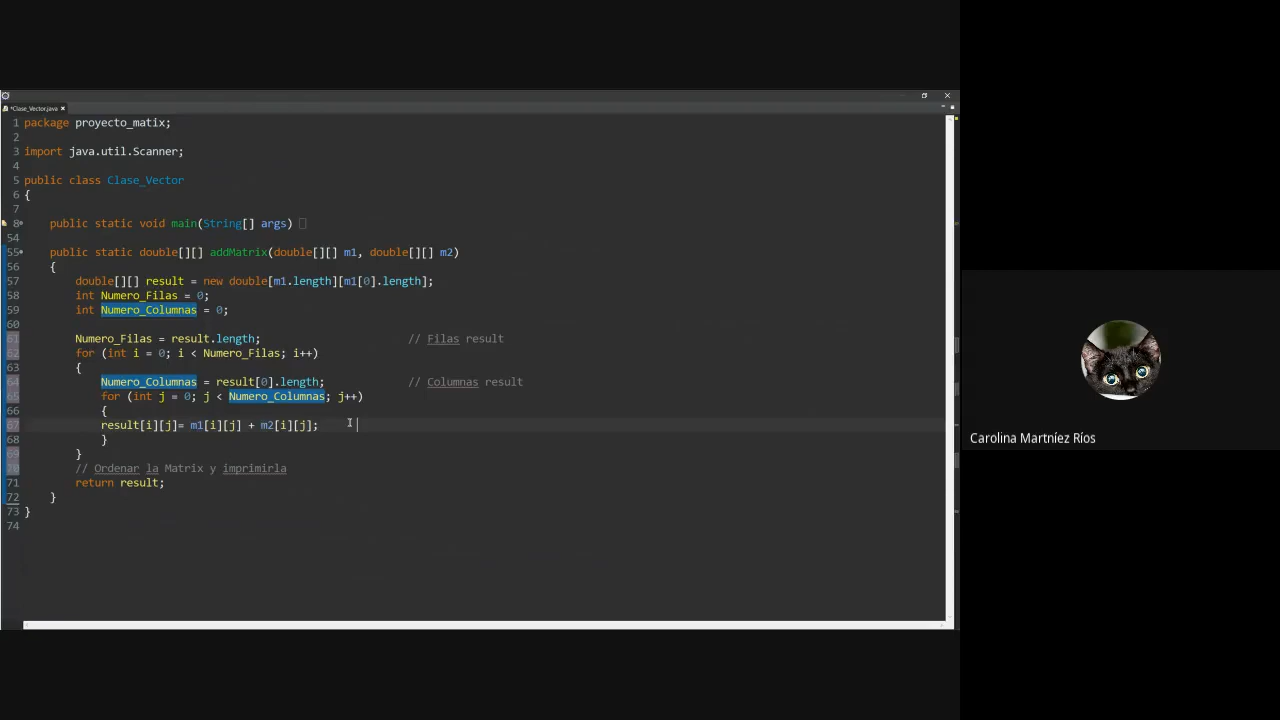 *Clase_Vector.java
1 package proyecto_matix;
2
3 import java.util.Scanner;
4
5 public class Clase_Vector
6 {
7
8 public static void main(String[] args)
54
55 public static double[][] addMatrix(double[][] m1, double[][] m2)
56 {
57 double[][] result = new double[m1.length][m1[0].length];
58 int Numero_Filas = 0;
59 int Numero_Columnas = 0;
60
61 Numero_Filas = result.length; // Filas result
62 for (int i = 0; i < Numero_Filas; i++)
63 {
64 Numero_Columnas = result[0].length; // Columnas result
65 for (int j = 0; j < Numero_Columnas; j++)
66 {
67 result[i][j]= m1[i][j] + m2[i][j];
68 }
69 }
70 // Ordenar la Matrix y imprimirla
71 return result;
72 }
73 }
74
Carolina Martníez Ríos